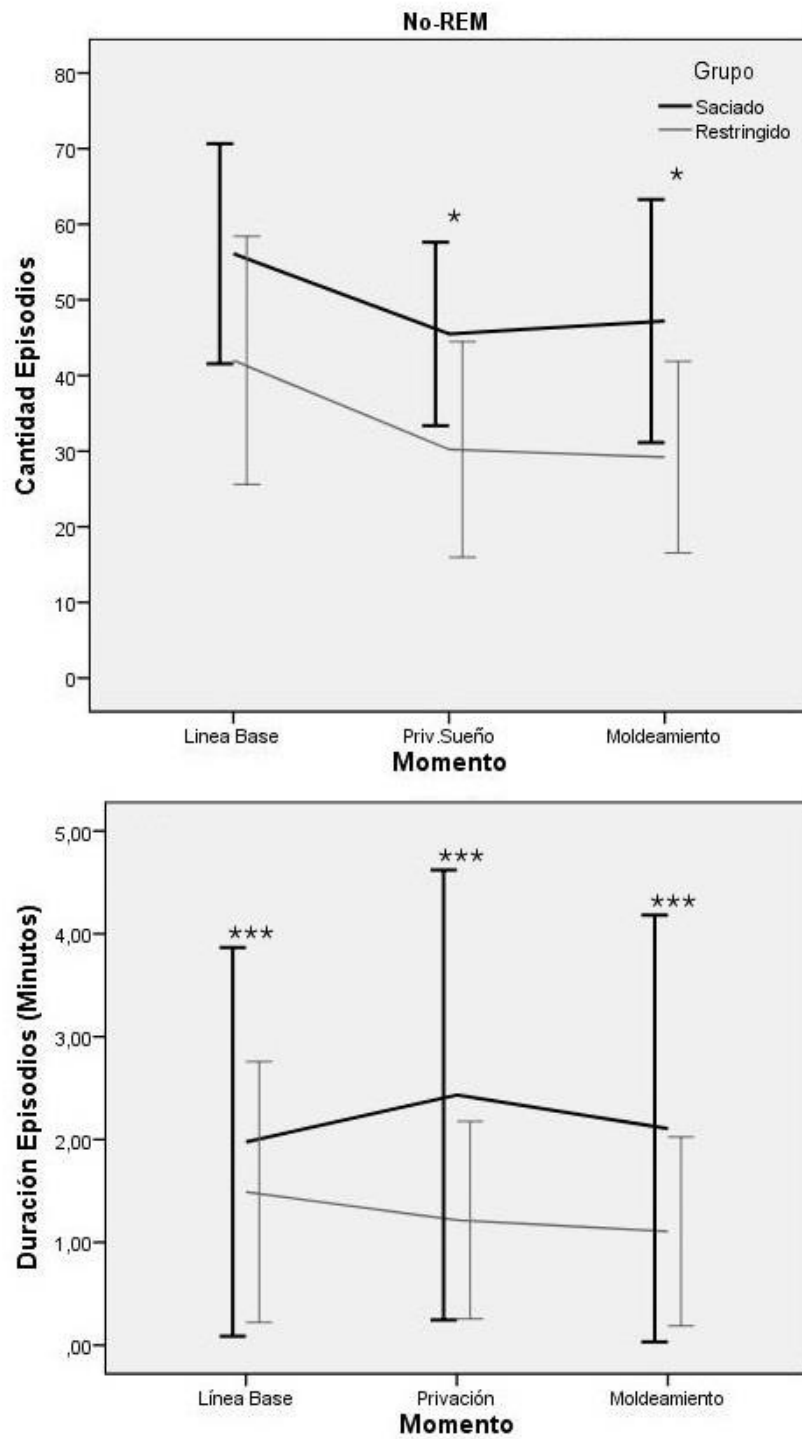 No-REM
Grupo
Saciado
Restringido
80
70
60
50
40
30
20
10
0
*
*
Cantidad Episodios
Linea Base
Priv.Sueño
Moldeamiento
Momento
5,00
4,00
3,00
2,00
1,00
,00
***
***
***
Duración Episodios (Minutos)
Línea Base
Privación
Moldeamiento
Momento